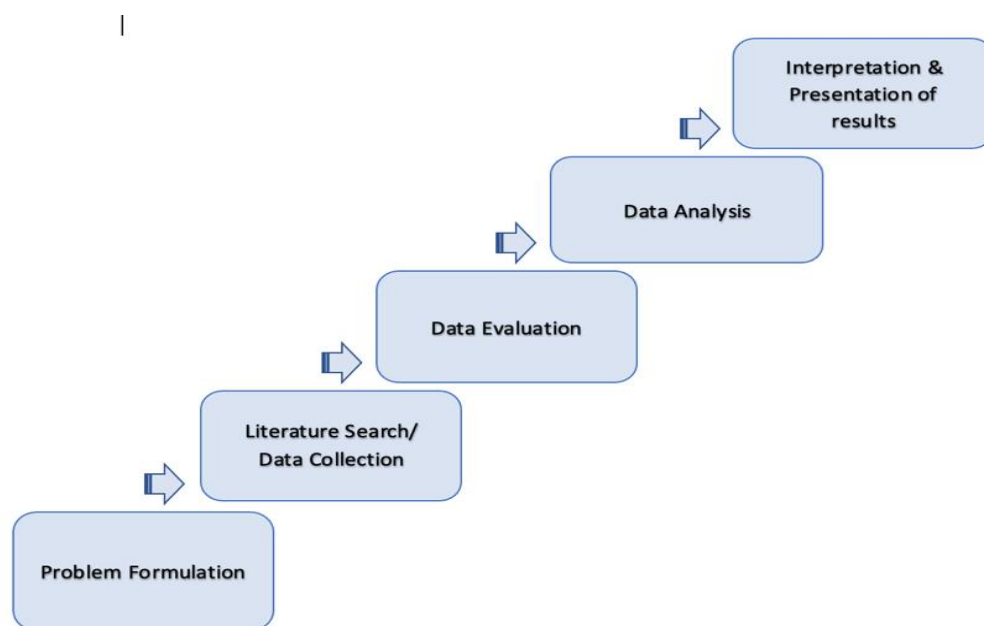 Interpretation &
Presentation of
results
Data Analysis
Data Evaluation
Literature Search/
Data Collection
Problem Formulation